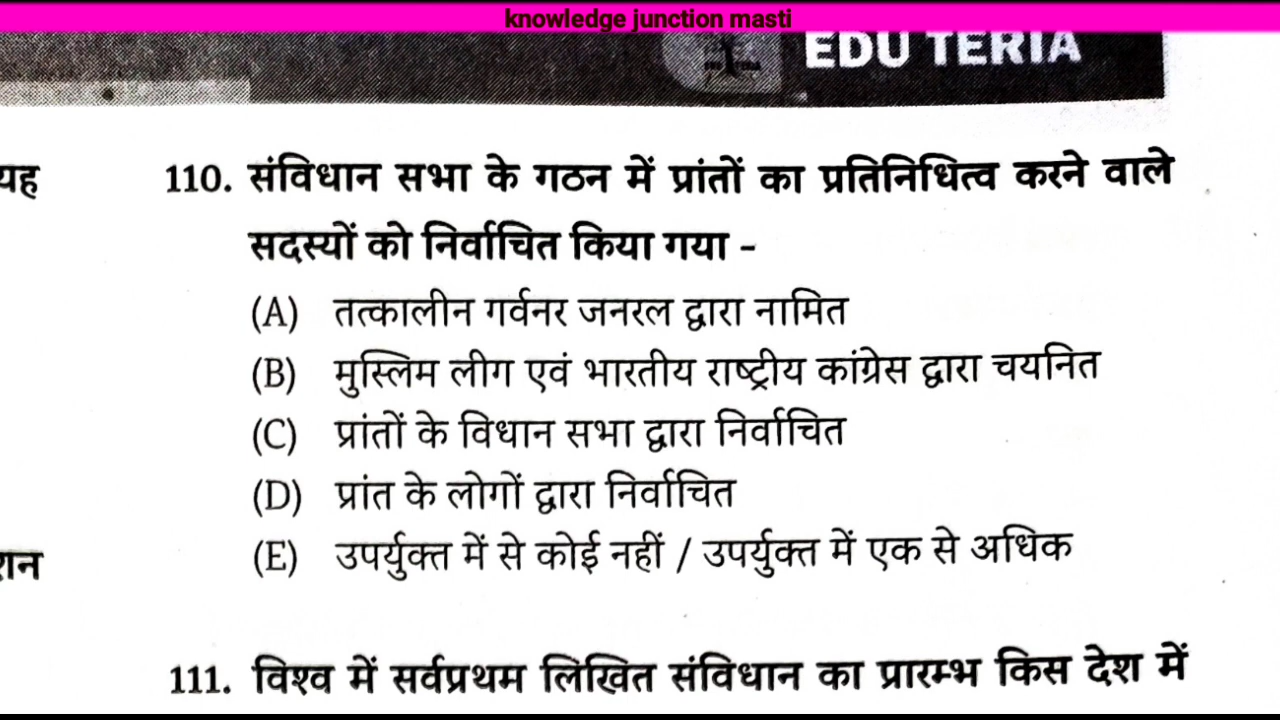 knowledge junction masti
EDU TERIA
यह
110. संविधान सभा के गठन में प्रांतों का प्रतिनिधित्व करने वाले
सदस्यों को निर्वाचित किया गया -
(A) तत्कालीन गर्वनर जनरल द्वारा नामित
(B) मुस्लिम लीग एवं भारतीय राष्ट्रीय कांग्रेस द्वारा चयनित
(C) प्रांतों के विधान सभा द्वारा निर्वाचित
(D) प्रांत के लोगों द्वारा निर्वाचित
(E) उपर्युक्त में से कोई नहीं / उपर्युक्त में एक से अधिक
111. विश्व में सर्वप्रथम लिखित संविधान का प्रारम्भ किस देश में